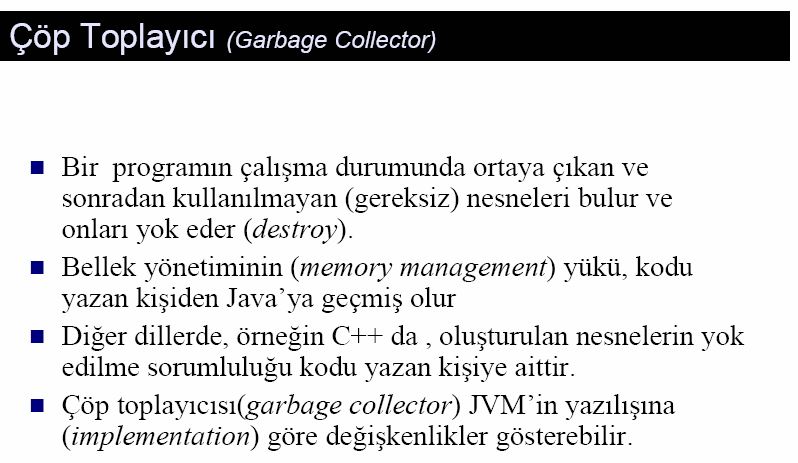 Çöp Toplayıcı (Garbage Collector)
Bir programın çalışma durumunda ortaya çıkan ve
sonradan kullanılmayan (gereksiz) nesneleri bulur ve
onları yok eder (destroy).
Bellek yönetiminin (memory management) yükü, kodu
yazan kişiden Java’ya geçmiş olur
Diğer dillerde, örneğin C++ da , oluşturulan nesnelerin yok
edilme sorumluluğu kodu yazan kişiye aittir.
Çöp toplayıcısı(garbage collector) JVM’in yazılışına
(implementation) göre değişkenlikler gösterebilir.